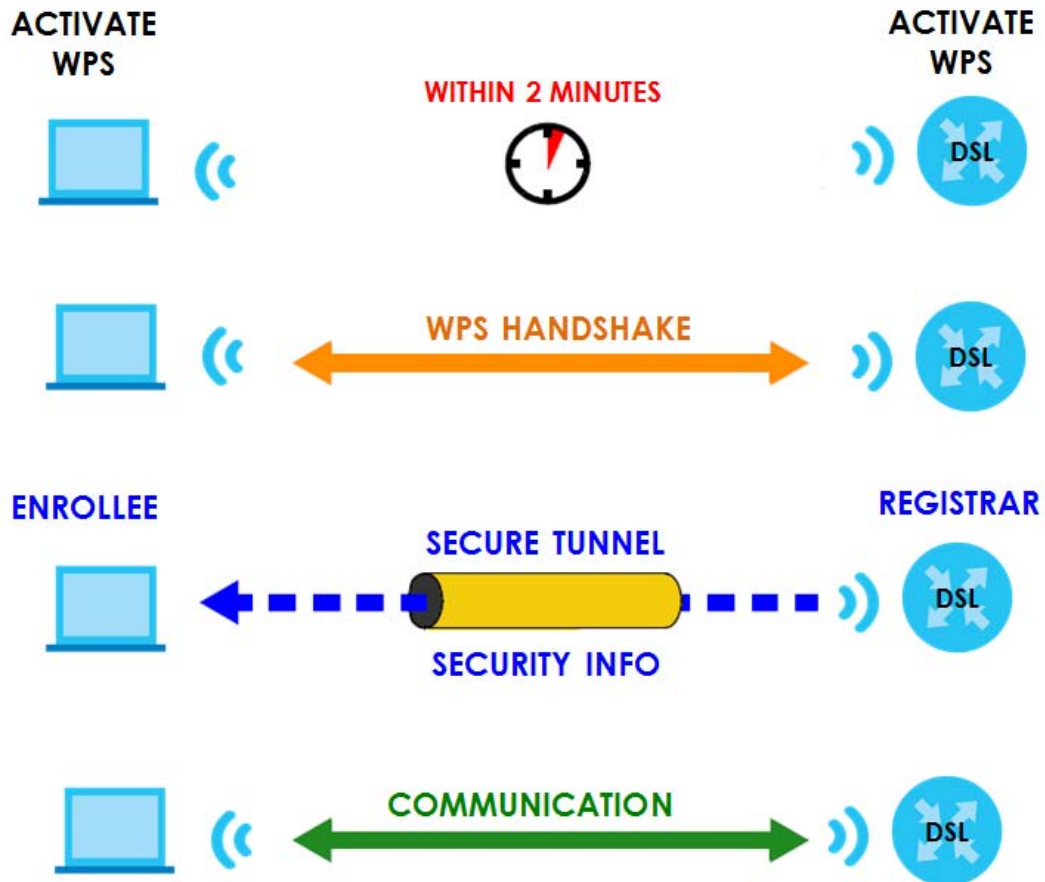 ACTIVATE
WPS
ACTIVATE
WPS
WITHIN 2 MINUTES
DSL
WPS HANDSHAKE
DSL
ENROLLEE
REGISTRAR
SECURE TUNNEL
DSL
SECURITY INFO
COMMUNICATION
DSL